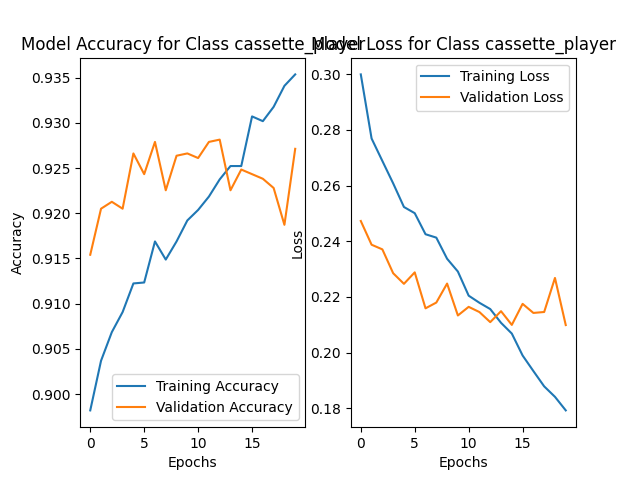 Model Accuracy for Class cassette_player
Model Loss for Class cassette_player
Accuracy
0.935
0.930
0.925
0.920
0.915
0.910
0.905
0.900
0
5
10
15
Epochs
Training Accuracy
Validation Accuracy
Loss
0.30
0.28
0.26
0.24
0.22
0.20
0.18
0
5
10
15
Epochs
Training Loss
Validation Loss